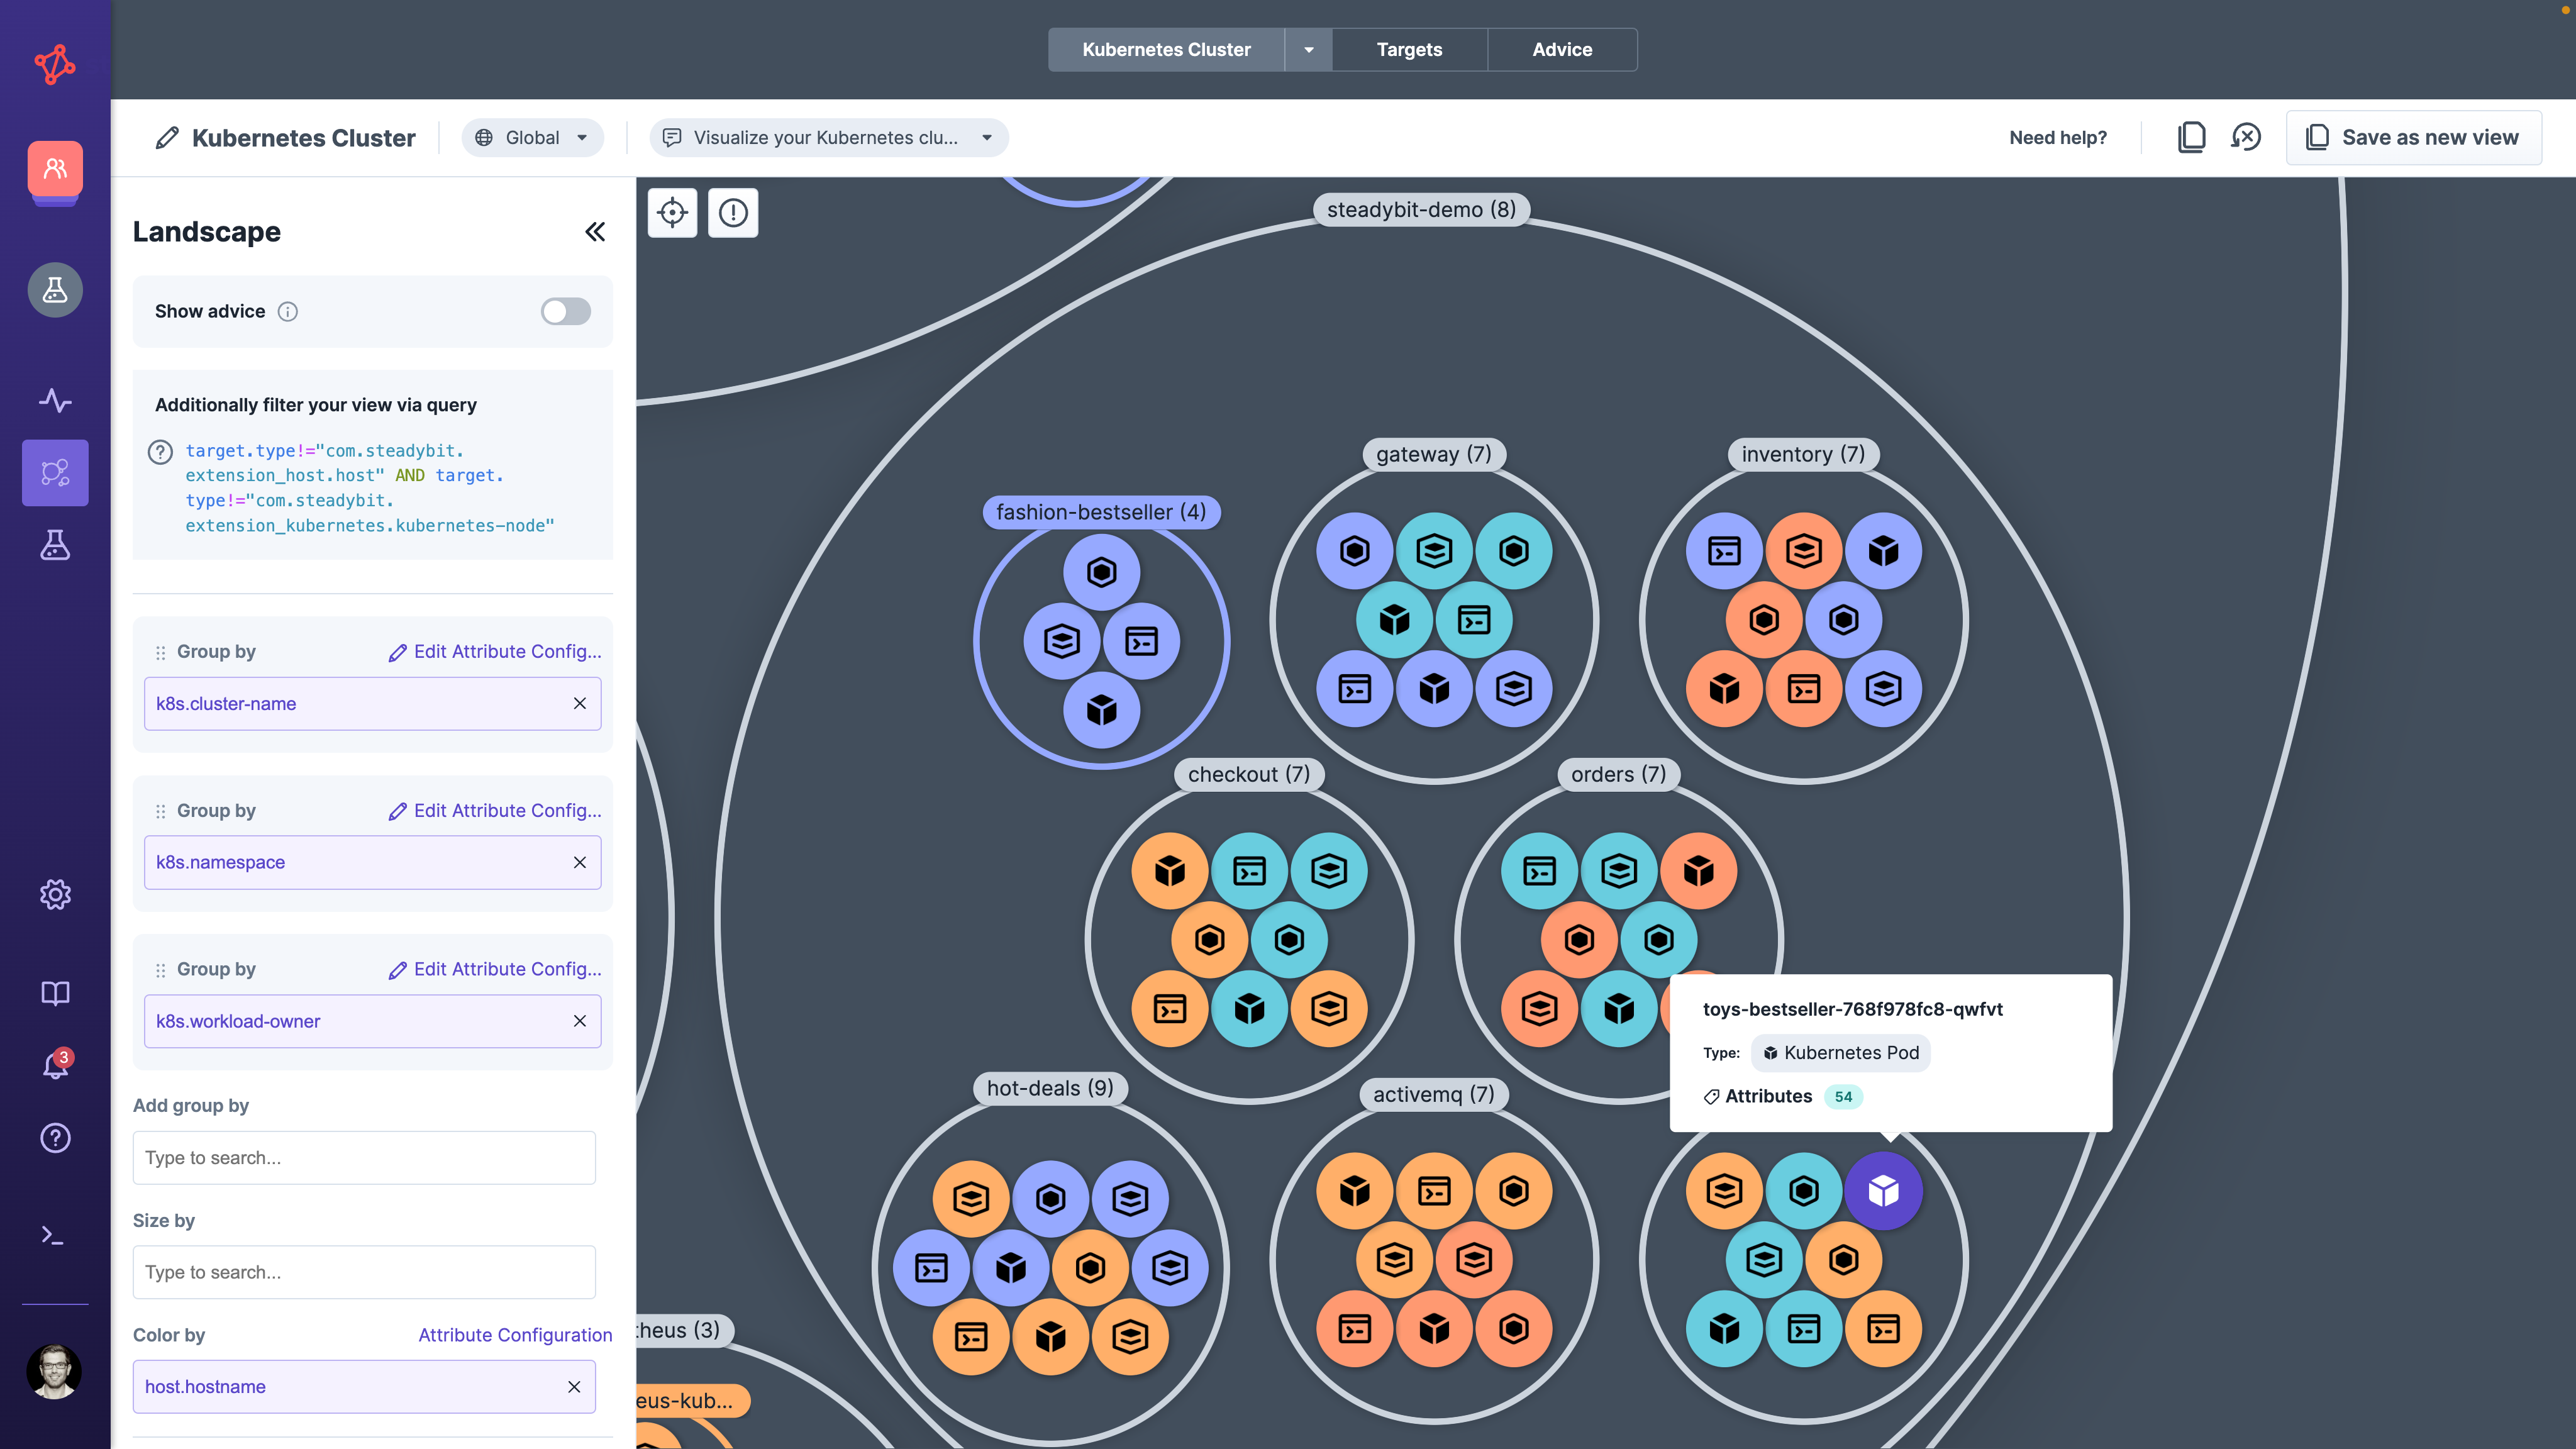 Kubernetes Cluster
Targets
Advice
Kubernetes Cluster
Global
Visualize your Kubernetes clu...
Need help?
Save as new view
Landscape
Show advice
Additionally filter your view via query
target.type!="com.steadybit.
extension_host.host" AND target.
type!="com.steadybit.
extension_kubernetes.kubernetes-node"
Group by
Edit Attribute Config...
k8s.cluster-name
Group by
Edit Attribute Config...
k8s.namespace
Group by
Edit Attribute Config...
k8s.workload-owner
Add group by
Type to search...
Size by
Type to search...
Color by
Attribute Configuration
host.hostname
3
steadybit-demo (8)
fashion-bestseller (4)
gateway (7)
inventory (7)
checkout (7)
orders (7)
hot-deals (9)
activemq (7)
toys-bestseller-768f978fc8-qwfvt
Type: Kubernetes Pod
Attributes 54
theus (3)
eus-kub...